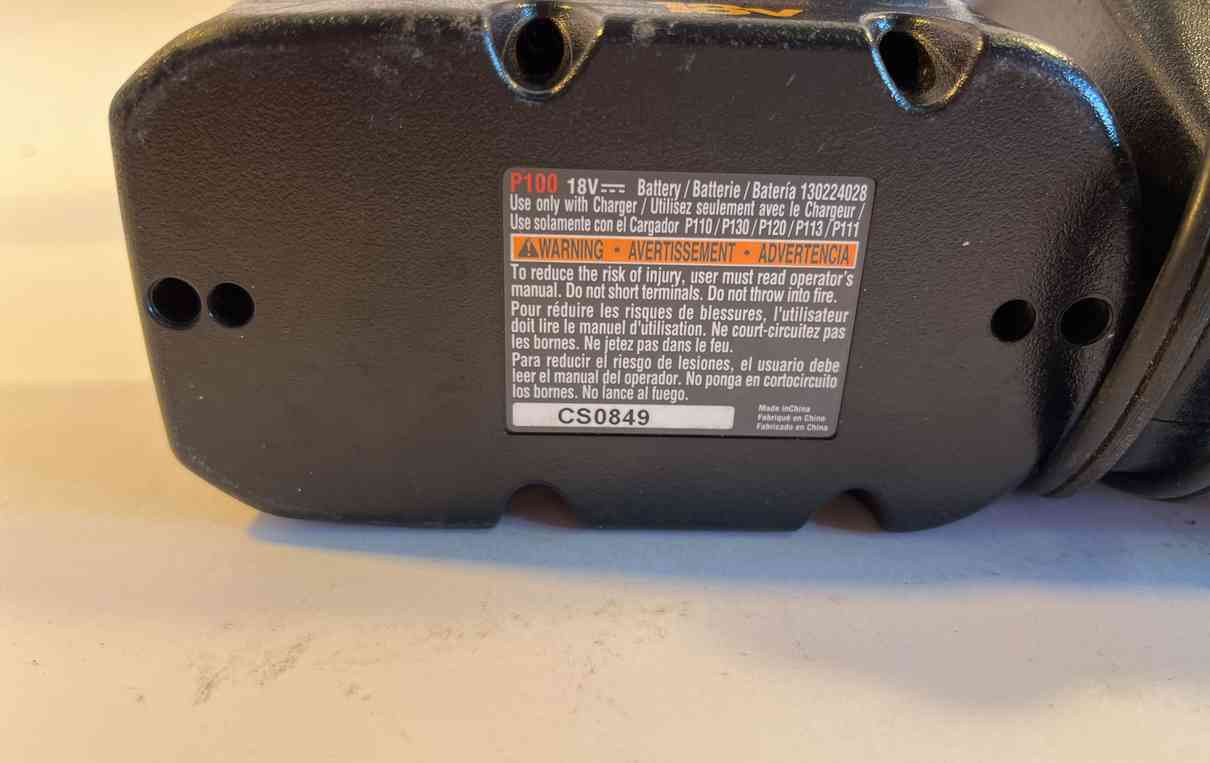 18V
P100 18V Battery / Batterie / Batería 130224028
Use only with Charger / Utilisez seulement avec le Chargeur /
Use solamente con el Cargador P110 / P130 / P120 / P113 / P111
WARNING • AVERTISSEMENT • ADVERTENCIA
To reduce the risk of injury, user must read operator's
manual. Do not short terminals. Do not throw into fire.
Pour réduire les risques de blessures, l'utilisateur
doit lire le manuel d'utilisation. Ne court-circuitez pas
les bornes. Ne jetez pas dans le feu.
Para reducir el riesgo de lesiones, el usuario debe
leer el manual del operador. No ponga en cortocircuito
los bornes. No lance al fuego.
CS0849
Made inChina
Fabriqué en Chine
Fabricado en China